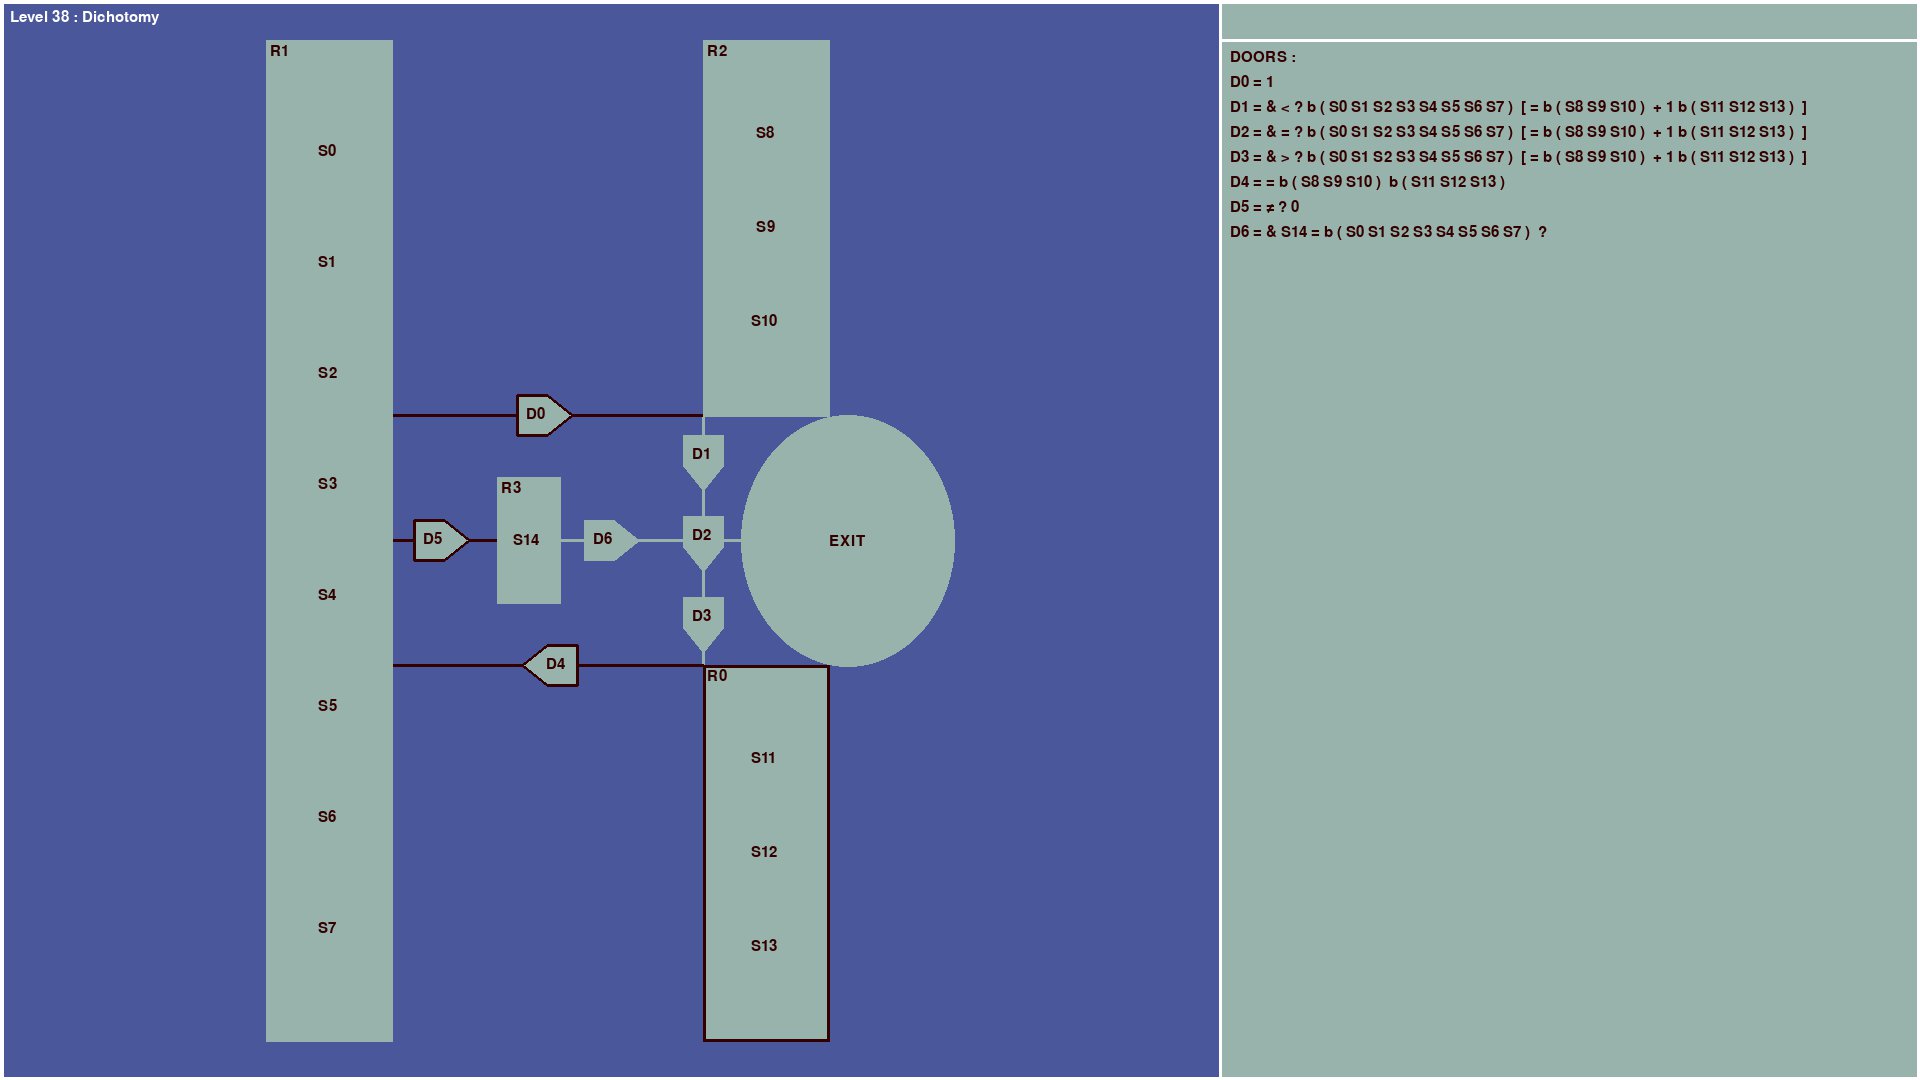 Level 38 : Dichotomy
R1
S0
S1
S2
S3
S4
S5
S6
S7
D0
R2
S8
S9
S10
D1
D5
R3
S14
D6
D2
EXIT
D3
D4
R0
S11
S12
S13
DOORS :
D0 = 1
D1 = & < ? b ( S0 S1 S2 S3 S4 S5 S6 S7 ) [ = b ( S8 S9 S10 ) + 1 b ( S11 S12 S13 ) ]
D2 = & = ? b ( S0 S1 S2 S3 S4 S5 S6 S7 ) [ = b ( S8 S9 S10 ) + 1 b ( S11 S12 S13 ) ]
D3 = & > ? b ( S0 S1 S2 S3 S4 S5 S6 S7 ) [ = b ( S8 S9 S10 ) + 1 b ( S11 S12 S13 ) ]
D4 = = b ( S8 S9 S10 ) b ( S11 S12 S13 )
D5 = ≠ ? 0
D6 = & S14 = b ( S0 S1 S2 S3 S4 S5 S6 S7 ) ?